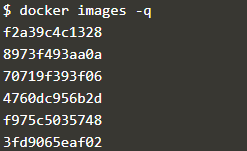 $ docker images -q
f2a39c4c1328
8973f493aa0a
70719f393f06
4760dc956b2d
f975c5035748
3fd9065eaf02